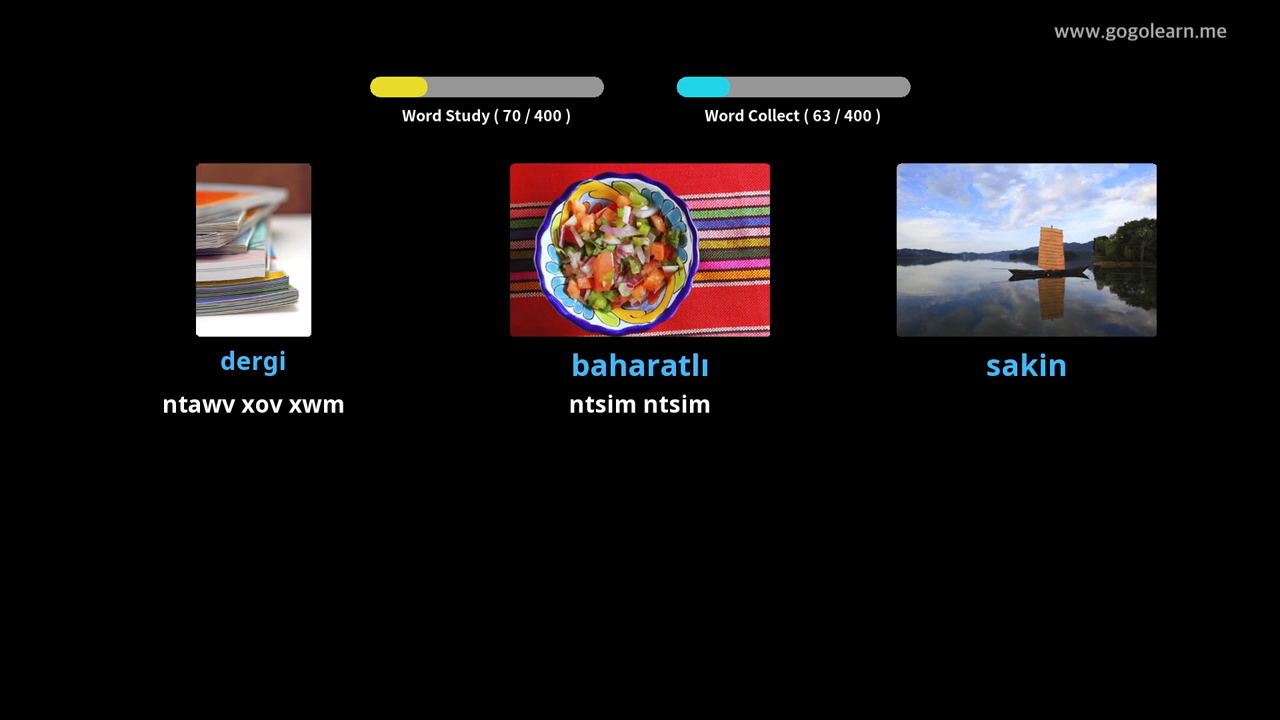 www.gogolearn.me
Word Study ( 70 / 400 )
Word Collect ( 63 / 400 )
dergi
baharatlı
sakin
ntawv xov xwm
ntsim ntsim